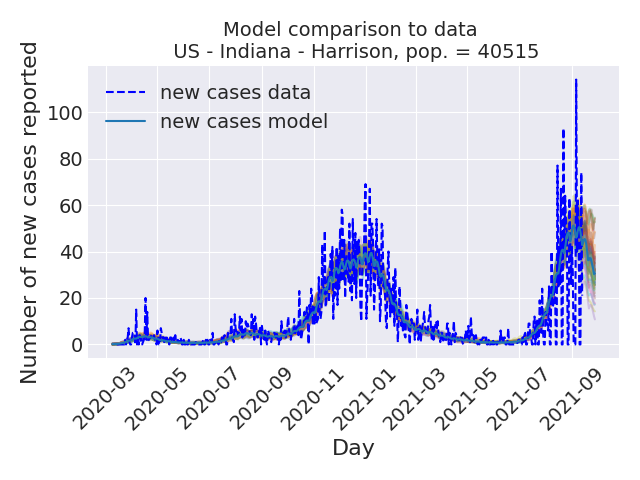 Model comparison to data
US - Indiana - Harrison, pop. = 40515
Number of new cases reported
100
80
60
40
20
0
new cases data
new cases model
2020-03
2020-05
2020-07
2020-09
2020-11
2021-01
2021-03
2021-05
2021-07
2021-09
Day